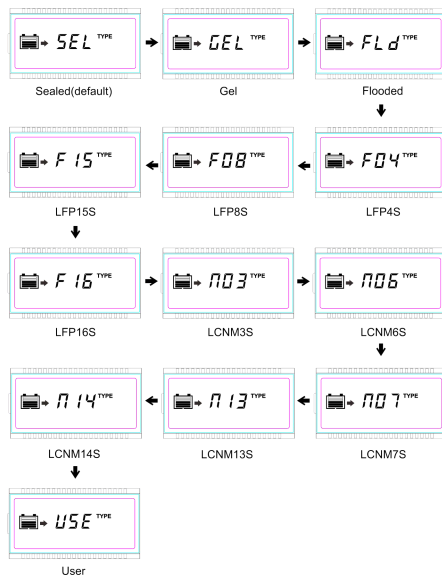 SEL TYPE
GEL TYPE
FLd TYPE
Sealed(default)
Gel
Flooded
F15 TYPE
F08 TYPE
F04 TYPE
LFP15S
LFP8S
LFP4S
F16 TYPE
n03 TYPE
n06 TYPE
LFP16S
LCNM3S
LCNM6S
n14 TYPE
n13 TYPE
n07 TYPE
LCNM14S
LCNM13S
LCNM7S
USE TYPE
User